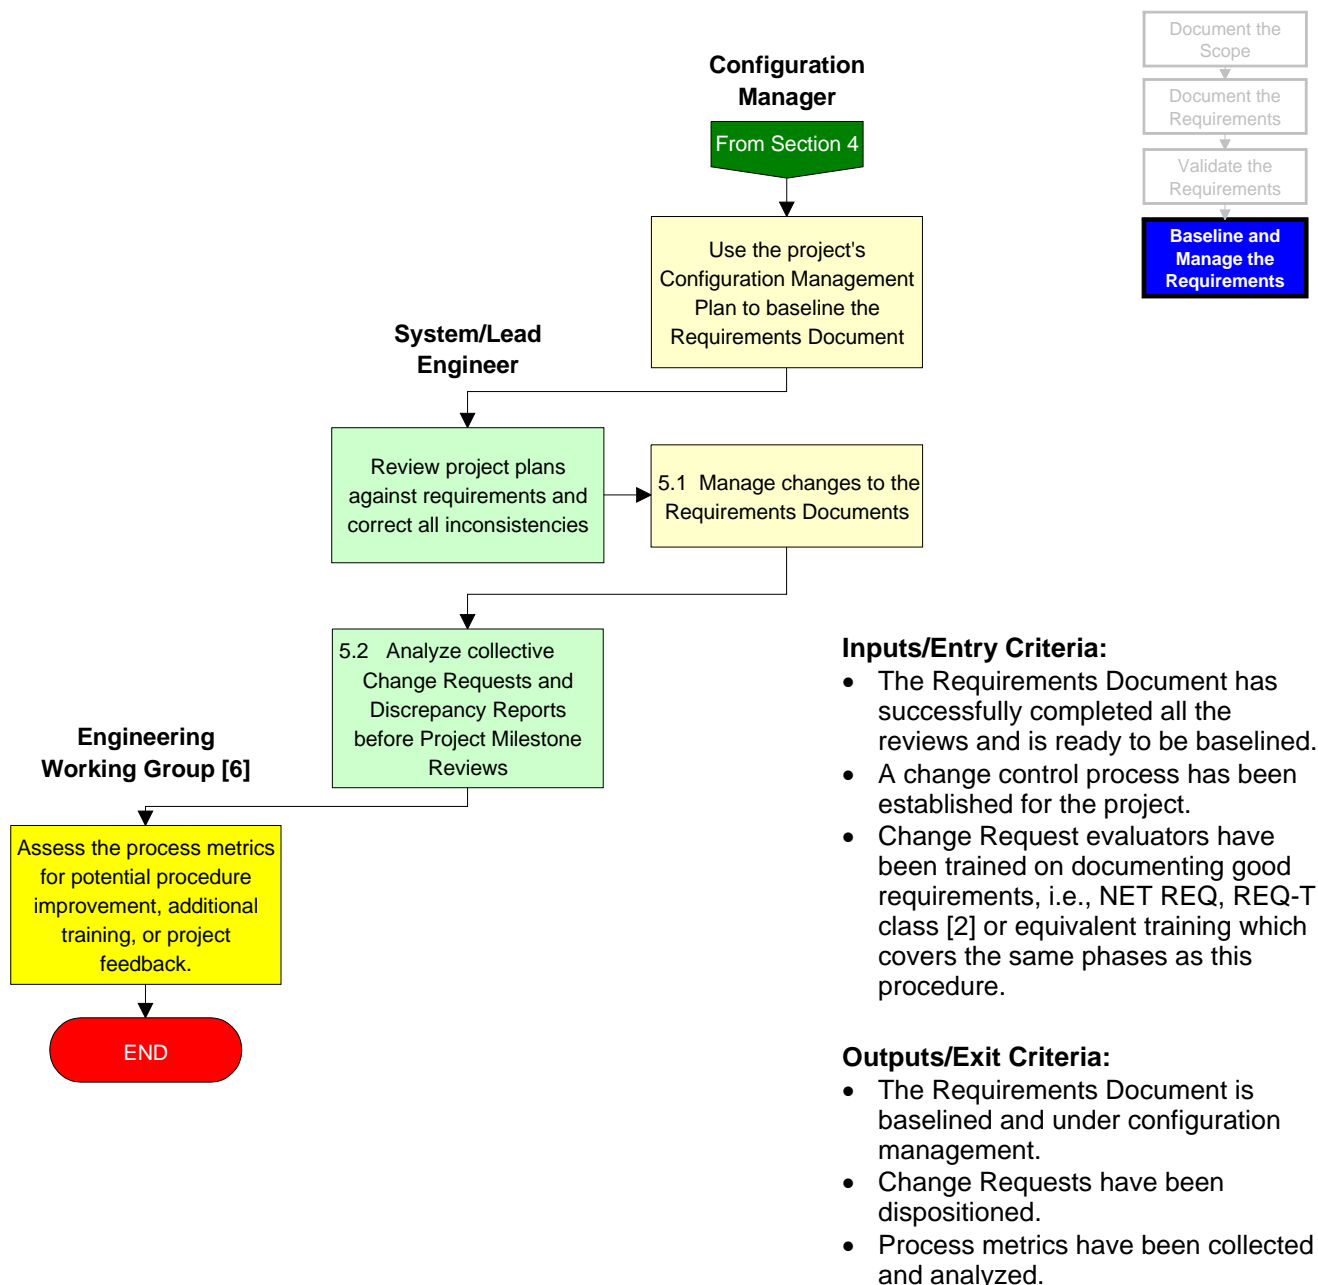 Document the
Scope
Document the
Requirements
Validate the
Requirements
Baseline and
Manage the
Requirements
Configuration
Manager
From Section 4
Use the project's
Configuration Management
Plan to baseline the
Requirements Document
System/Lead
Engineer
Review project plans
against requirements and
correct all inconsistencies
5.1 Manage changes to the
Requirements Documents
5.2 Analyze collective
Change Requests and
Discrepancy Reports
before Project Milestone
Reviews
Engineering
Working Group [6]
Assess the process metrics
for potential procedure
improvement, additional
training, or project
feedback.
END
Inputs/Entry Criteria:
• The Requirements Document has
successfully completed all the
reviews and is ready to be baselined.
• A change control process has been
established for the project.
• Change Request evaluators have
been trained on documenting good
requirements, i.e., NET REQ, REQ-T
class [2] or equivalent training which
covers the same phases as this
procedure.
Outputs/Exit Criteria:
• The Requirements Document is
baselined and under configuration
management.
• Change Requests have been
dispositioned.
• Process metrics have been collected
and analyzed.